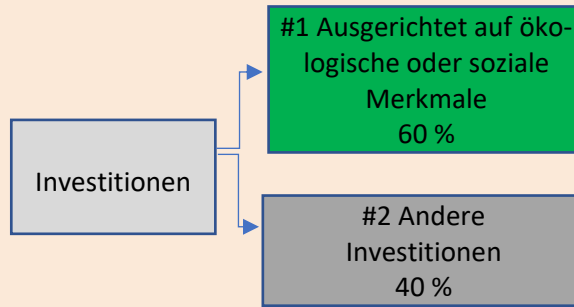 #1 Ausgerichtet auf öko-
logische oder soziale
Merkmale
60 %
Investitionen
#2 Andere
Investitionen
40 %